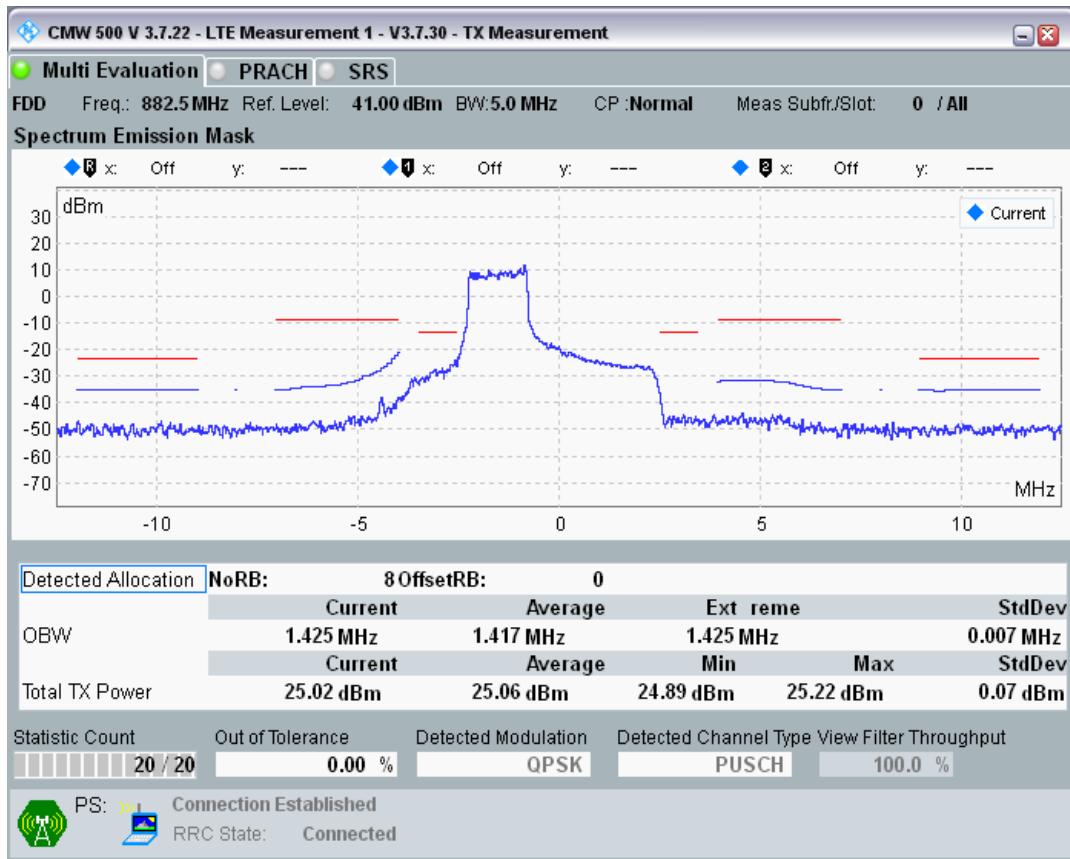 CMW 500 V 3.7.22 - LTE Measurement 1 - V3.7.30 - TX Measurement
Multi Evaluation PRACH SRS
FDD Freq.: 882.5 MHz Ref. Level: 41.00 dBm BW:5.0 MHz CP :Normal Meas Subfr./Slot: 0 / All
Spectrum Emission Mask
R x: Off y: --- 1 x: Off y: --- 2 x: Off y: ---
dBm
Current
30
20
10
0
-10
-20
-30
-40
-50
-60
-70
MHz
-10 -5 0 5 10
Detected Allocation NoRB: 8 OffsetRB: 0
Current Average Ext reme StdDev
OBW 1.425 MHz 1.417 MHz 1.425 MHz 0.007 MHz
Current Average Min Max StdDev
Total TX Power 25.02 dBm 25.06 dBm 24.89 dBm 25.22 dBm 0.07 dBm
Statistic Count Out of Tolerance Detected Modulation Detected Channel Type View Filter Throughput
20 / 20 0.00 % QPSK PUSCH 100.0 %
PS: Connection Established
RRC State: Connected